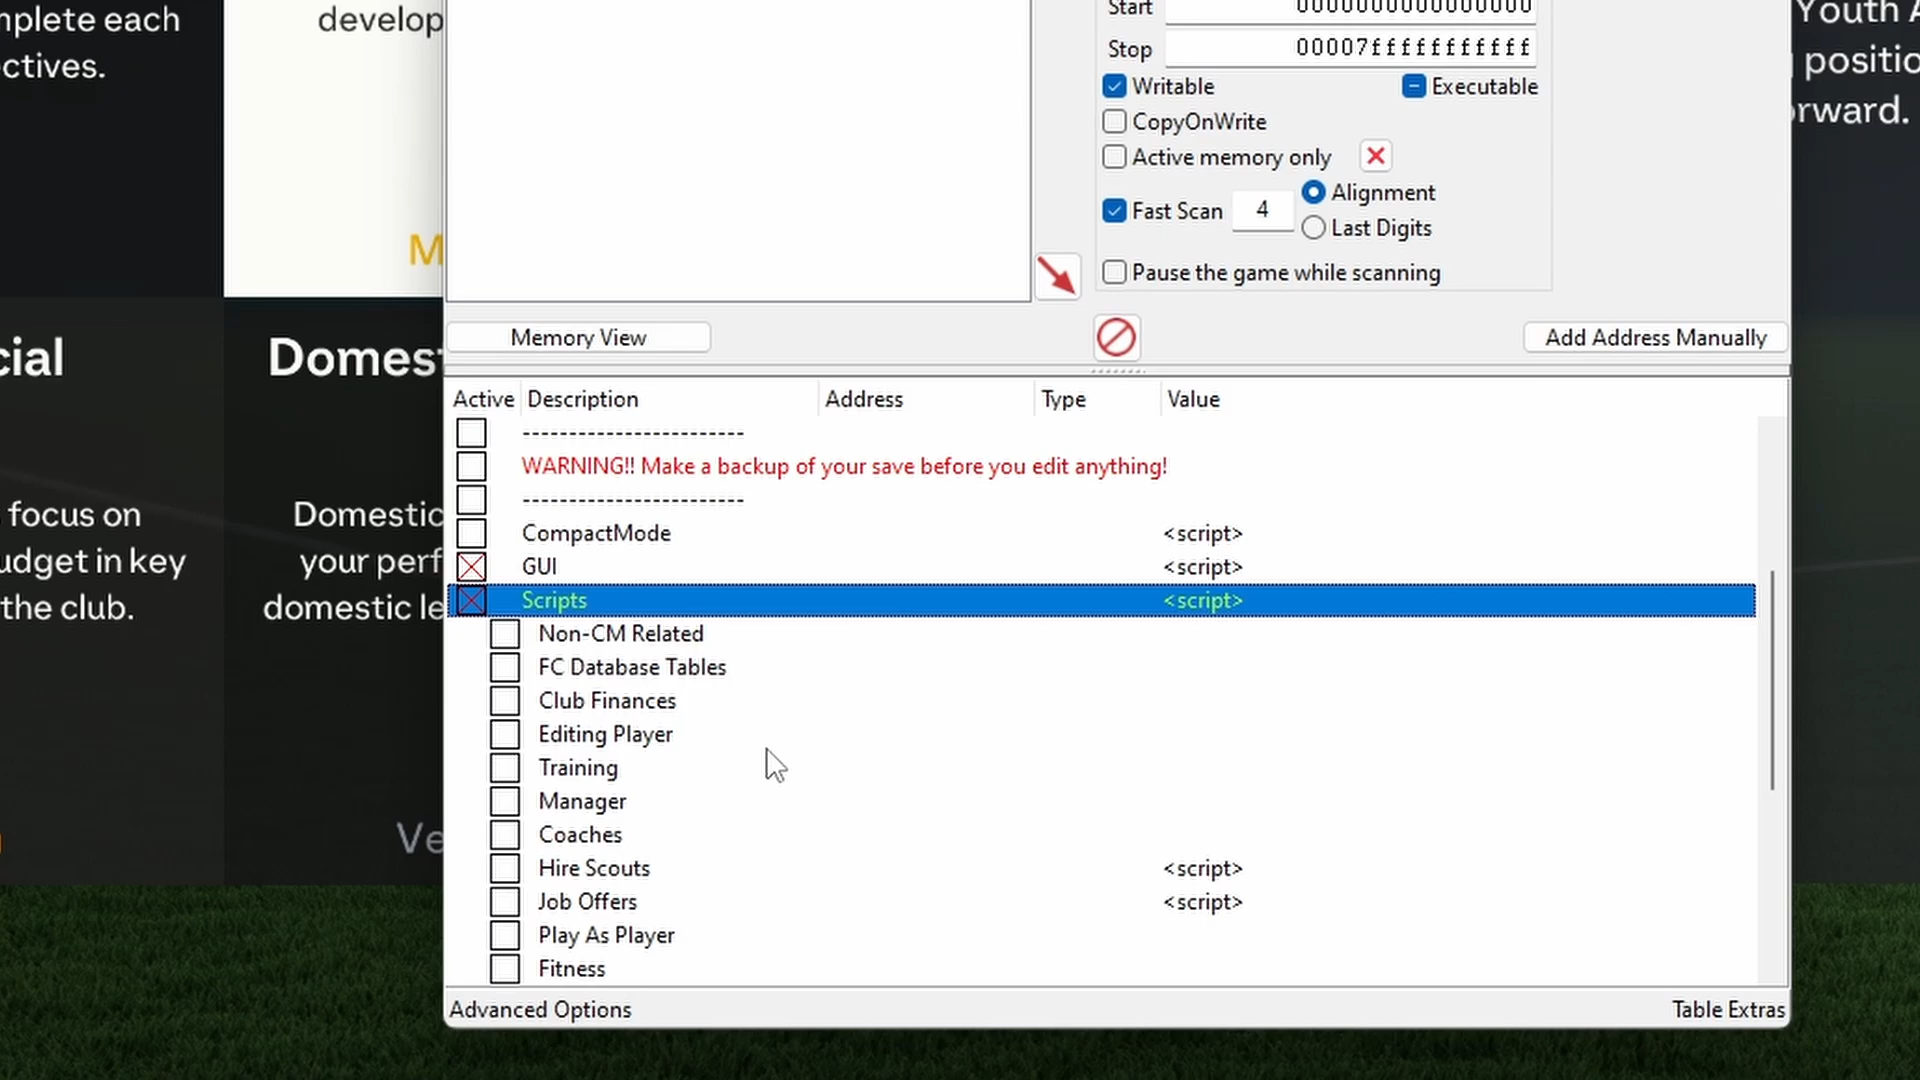 mplete each
ctives.
develop
M
cial
focus on
udget in key
the club.
Domest
Domestic
your perf
domestic le
Ve
Start 0000000000000000
Stop 00007fffffffffff
Writable Executable
CopyOnWrite
Active memory only
Fast Scan 4 Alignment
Last Digits
Pause the game while scanning
Memory View Add Address Manually
Active Description Address Type Value
------------------------
WARNING!! Make a backup of your save before you edit anything!
------------------------
CompactMode <script>
GUI <script>
Scripts <script>
Non-CM Related
FC Database Tables
Club Finances
Editing Player
Training
Manager
Coaches
Hire Scouts <script>
Job Offers <script>
Play As Player
Fitness
Advanced Options Table Extras
Youth A
positio
rward.